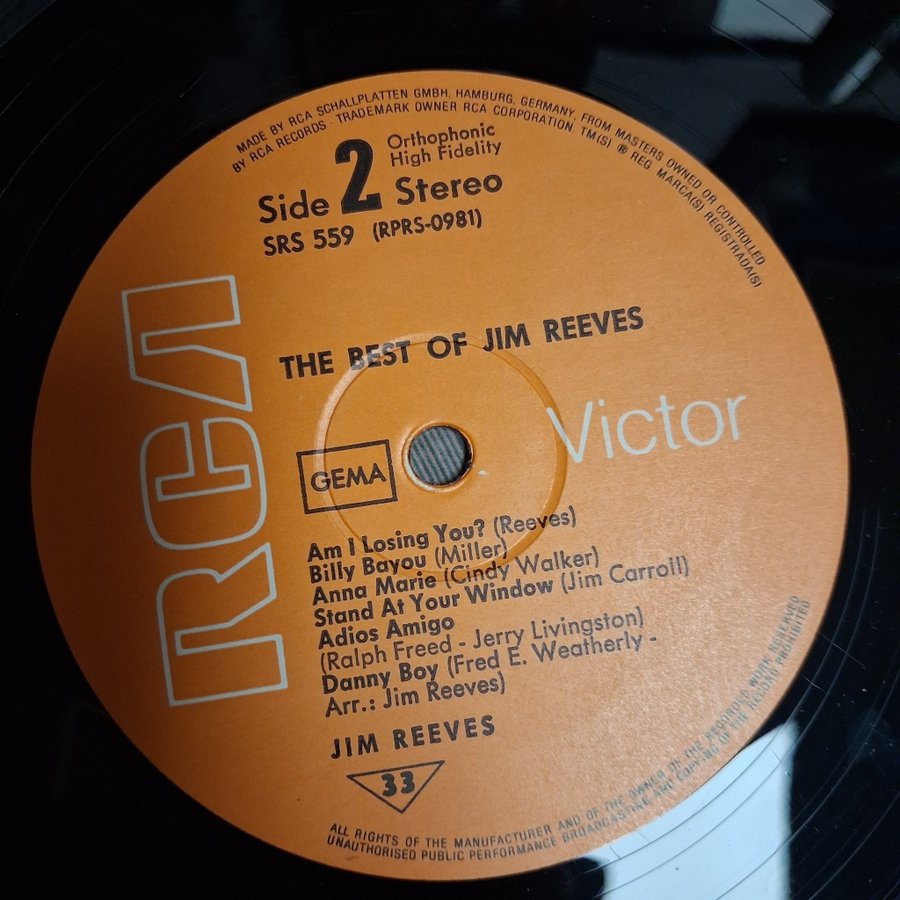 MADE BY RCA SCHALLPLATTEN GMBH, HAMBURG, GERMANY, FROM MASTERS OWNED OR CONTROLLED
BY RCA RECORDS · TRADEMARK OWNER RCA CORPORATION TM(S) ® REG MARCA(S) REGISTRADA(S)
Side 2 Orthophonic
High Fidelity
Stereo
SRS 559 (RPRS-0981)
RCA
THE BEST OF JIM REEVES
Victor
GEMA
Am I Losing You? (Reeves)
Billy Bayou (Miller)
Anna Marie (Cindy Walker)
Stand At Your Window (Jim Carroll)
Adios Amigo
(Ralph Freed - Jerry Livingston)
Danny Boy (Fred E. Weatherly -
Arr.: Jim Reeves)
JIM REEVES
33
ALL RIGHTS OF THE MANUFACTURER AND OF THE OWNER IN THE RECORDED WORK RESERVED
UNAUTHORISED PUBLIC PERFORMANCE BROADCASTING AND COPYING OF THE RECORD PROHIBITED